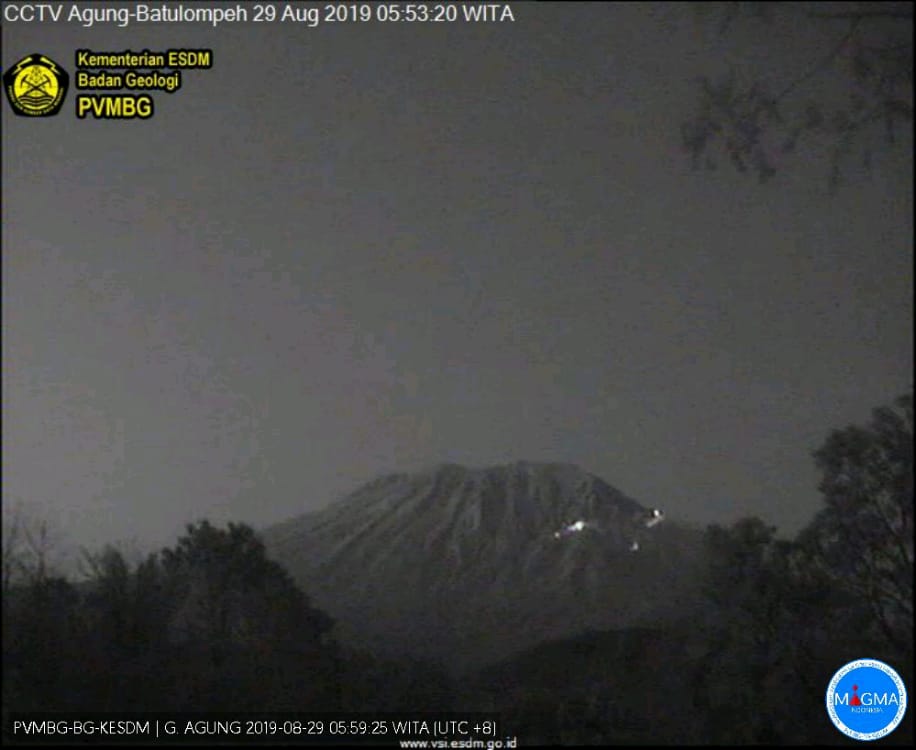 CCTV Agung-Batulompeh 29 Aug 2019 05:53:20 WITA
Kementerian ESDM
Badan Geologi
PVMBG
MAGMA
INDONESIA
PVMBG-BG-KESDM | G. AGUNG 2019-08-29 05:59:25 WITA (UTC +8)
www.vsi.esdm.go.id